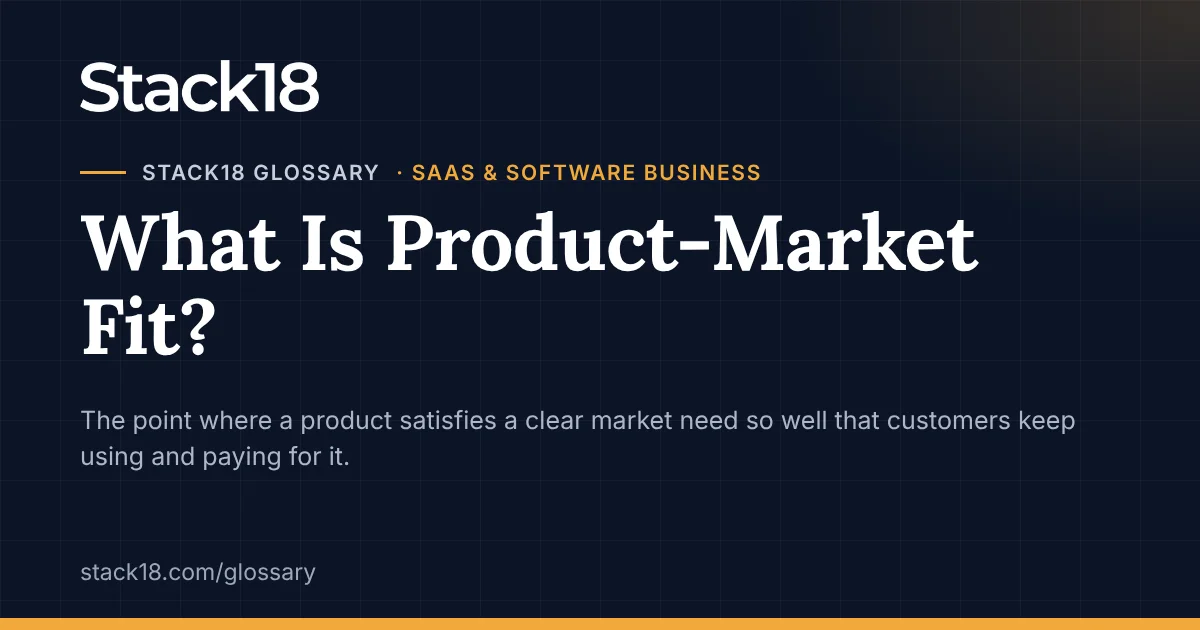 Stack18
STACK18 GLOSSARY · SAAS & SOFTWARE BUSINESS
What Is Product-Market
Fit?
The point where a product satisfies a clear market need so well that customers keep
using and paying for it.
stack18.com/glossary